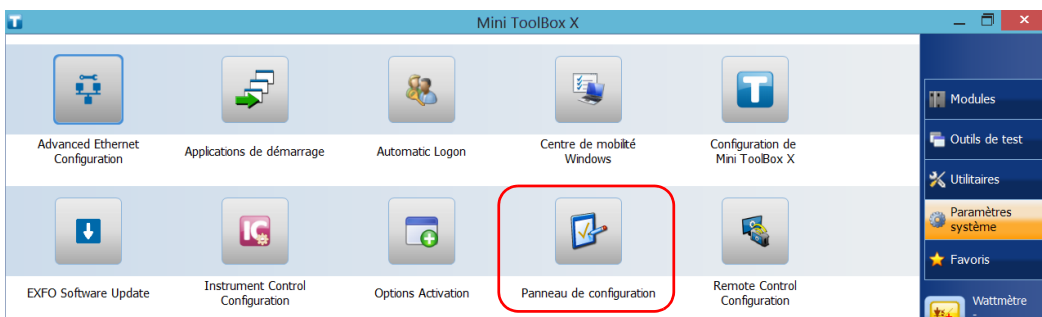 Mini ToolBox X
Advanced Ethernet
Configuration
Applications de démarrage
Automatic Logon
Centre de mobilité
Windows
Configuration de
Mini ToolBox X
EXFO Software Update
Instrument Control
Configuration
Options Activation
Panneau de configuration
Remote Control
Configuration
Modules
Outils de test
Utilitaires
Paramètres
système
Favoris
Wattmètre
-